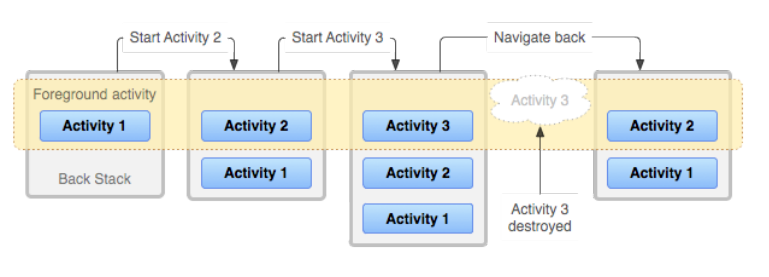 Start Activity 2
Start Activity 3
Navigate back
Foreground activity
Activity 1
Back Stack
Activity 2
Activity 1
Activity 3
Activity 2
Activity 1
Activity 3
Activity 3
destroyed
Activity 2
Activity 1